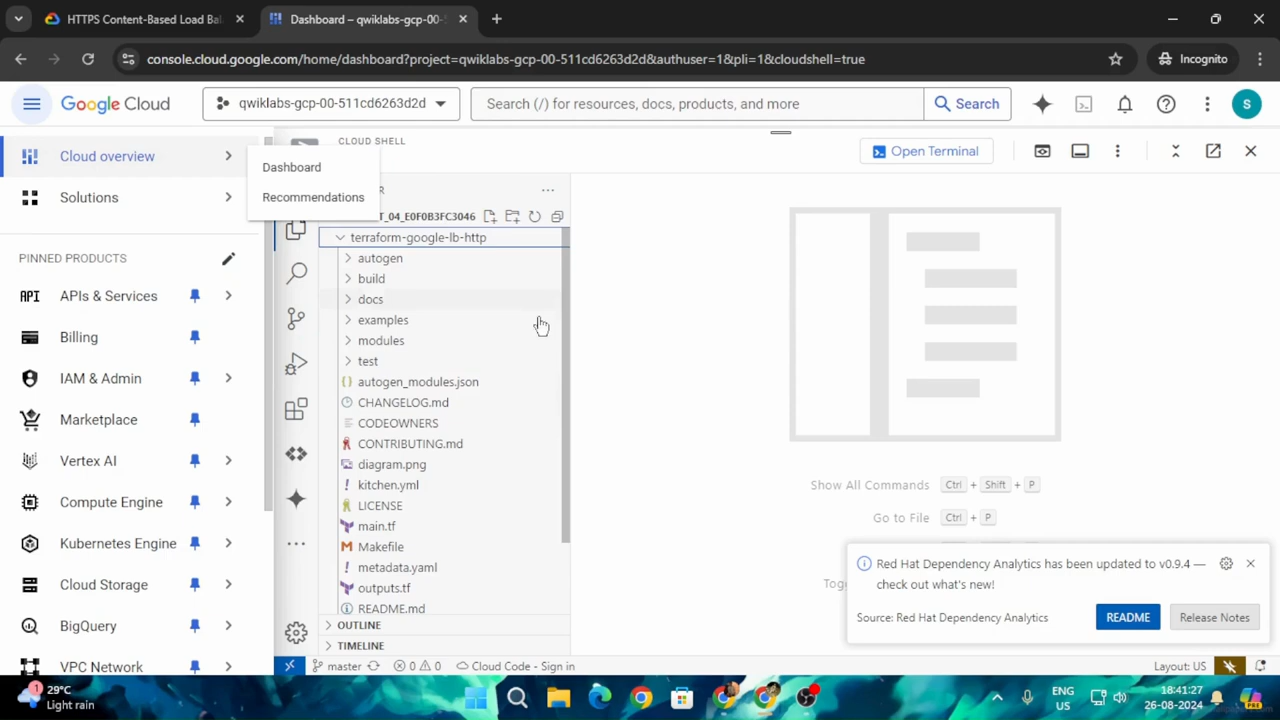 HTTPS Content-Based Load Bal
Dashboard – qwiklabs-gcp-00-
console.cloud.google.com/home/dashboard?project=qwiklabs-gcp-00-511cd6263d2d&authuser=1&pli=1&cloudshell=true
Incognito
Google Cloud
qwiklabs-gcp-00-511cd6263d2d
Search (/) for resources, docs, products, and more
Search
S
Cloud overview
Dashboard
Recommendations
Solutions
PINNED PRODUCTS
API APIs & Services
Billing
IAM & Admin
Marketplace
Vertex AI
Compute Engine
Kubernetes Engine
Cloud Storage
BigQuery
VPC Network
CLOUD SHELL
Open Terminal
R
T_04_E0F0B3FC3046
terraform-google-lb-http
autogen
build
docs
examples
modules
test
autogen_modules.json
CHANGELOG.md
CODEOWNERS
CONTRIBUTING.md
diagram.png
kitchen.yml
LICENSE
main.tf
Makefile
metadata.yaml
outputs.tf
README.md
OUTLINE
TIMELINE
Show All Commands Ctrl + Shift + P
Go to File Ctrl + P
Tog
Red Hat Dependency Analytics has been updated to v0.9.4 —
check out what's new!
Source: Red Hat Dependency Analytics
README
Release Notes
master
0 0
Cloud Code - Sign in
Layout: US
1
29°C
Light rain
ENG
US
18:41:27
26-08-2024
PRE